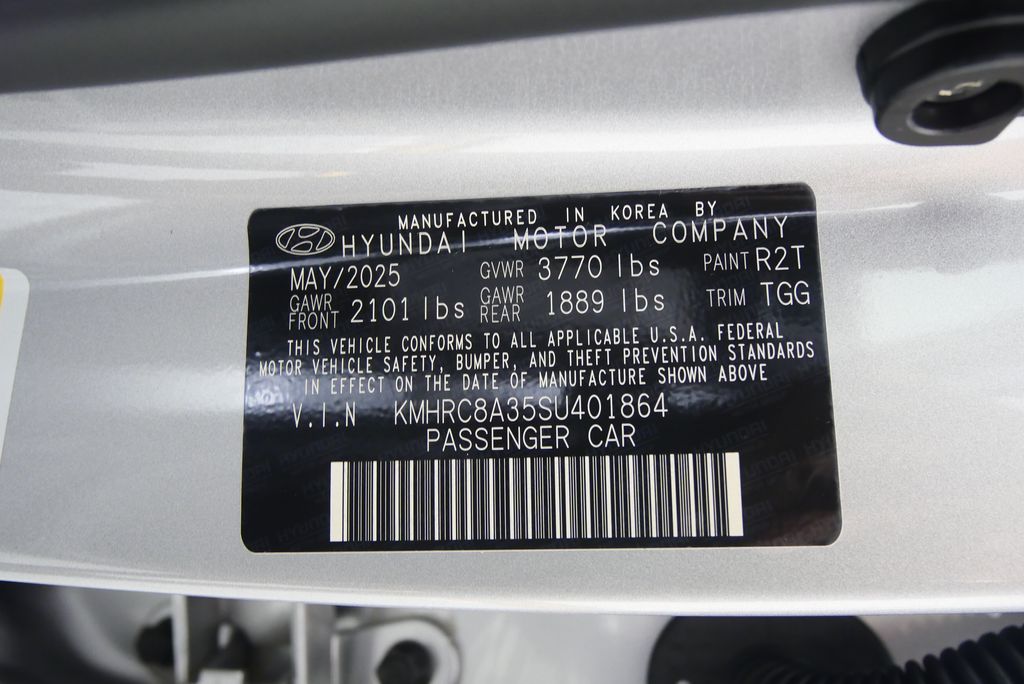 MANUFACTURED IN KOREA BY
HYUNDAI MOTOR COMPANY
MAY/2025 GVWR 3770 lbs PAINT R2T
GAWR FRONT 2101 lbs GAWR REAR 1889 lbs TRIM TGG
THIS VEHICLE CONFORMS TO ALL APPLICABLE U.S.A. FEDERAL
MOTOR VEHICLE SAFETY, BUMPER, AND THEFT PREVENTION STANDARDS
IN EFFECT ON THE DATE OF MANUFACTURE SHOWN ABOVE
V.I.N KMHRC8A35SU401864
PASSENGER CAR